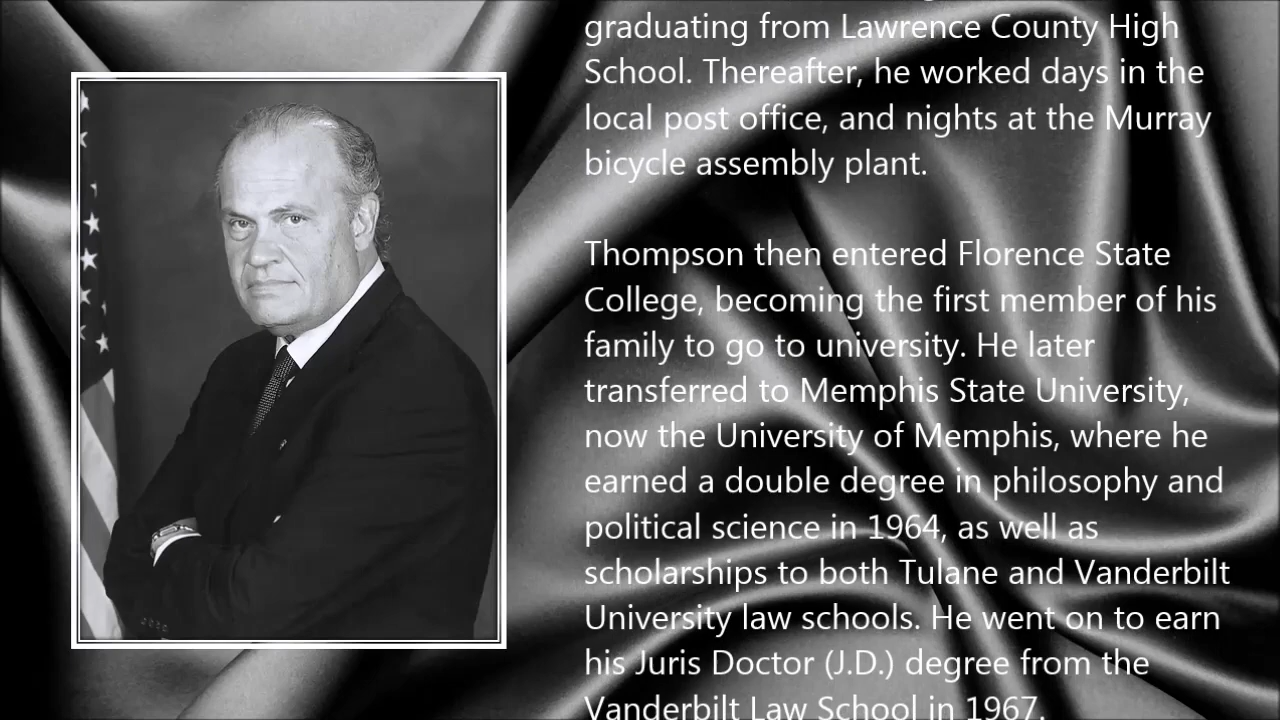 graduating from Lawrence County High
School. Thereafter, he worked days in the
local post office, and nights at the Murray
bicycle assembly plant.
Thompson then entered Florence State
College, becoming the first member of his
family to go to university. He later
transferred to Memphis State University,
now the University of Memphis, where he
earned a double degree in philosophy and
political science in 1964, as well as
scholarships to both Tulane and Vanderbilt
University law schools. He went on to earn
his Juris Doctor (J.D.) degree from the
Vanderbilt Law School in 1967.